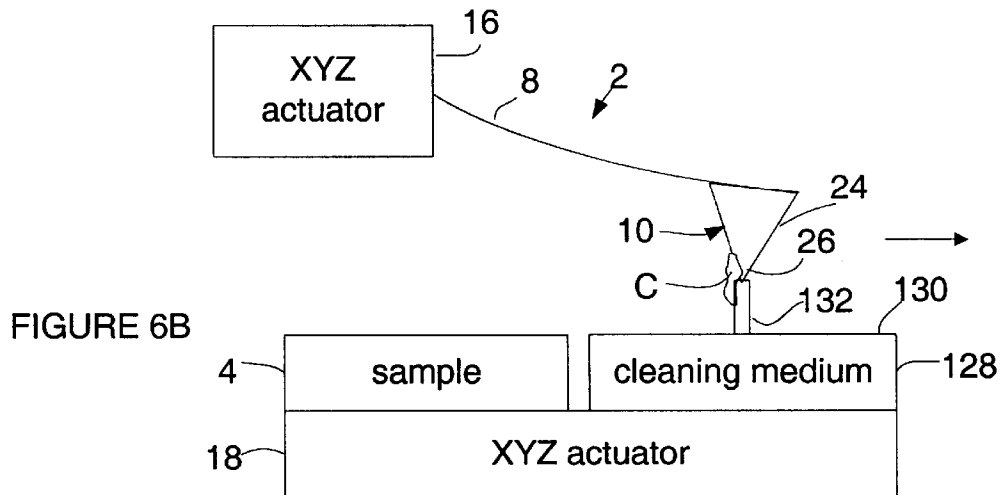 16
XYZ
actuator
8
2
24
10
26
C
132
130
FIGURE 6B
4
sample
cleaning medium
128
18
XYZ actuator